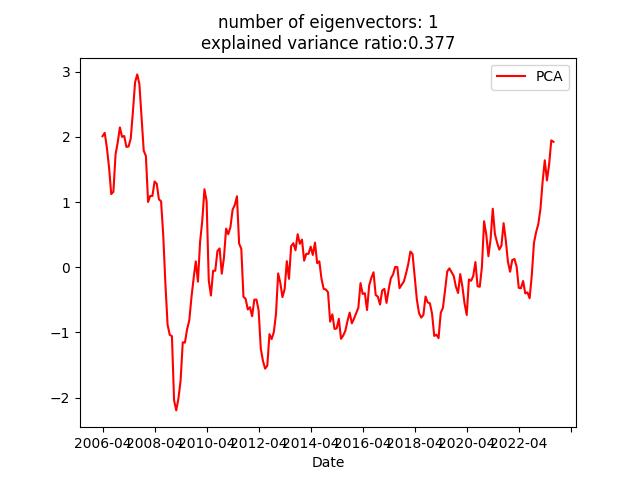 number of eigenvectors: 1
explained variance ratio:0.377
PCA
3
2
1
0
−1
−2
2006-04 2008-04 2010-04 2012-04 2014-04 2016-04 2018-04 2020-04 2022-04
Date